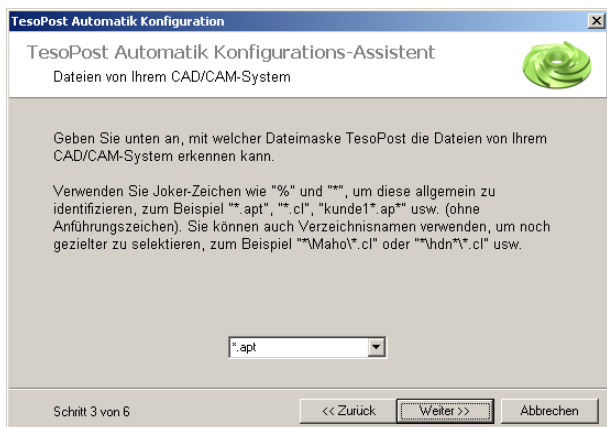 TesoPost Automatik Konfiguration
TesoPost Automatik Konfigurations-Assistent
Dateien von Ihrem CAD/CAM-System
Geben Sie unten an, mit welcher Dateimaske TesoPost die Dateien von Ihrem
CAD/CAM-System erkennen kann.
Verwenden Sie Joker-Zeichen wie "%" und "*", um diese allgemein zu
identifizieren, zum Beispiel "*.apt", "*.cl", "kunde1*.ap*" usw. (ohne
Anführungszeichen). Sie können auch Verzeichnisnamen verwenden, um noch
gezielter zu selektieren, zum Beispiel "*\Maho\*.cl" oder "*\hdn*\*.cl" usw.
*.apt
Schritt 3 von 6
<< Zurück
Weiter >>
Abbrechen